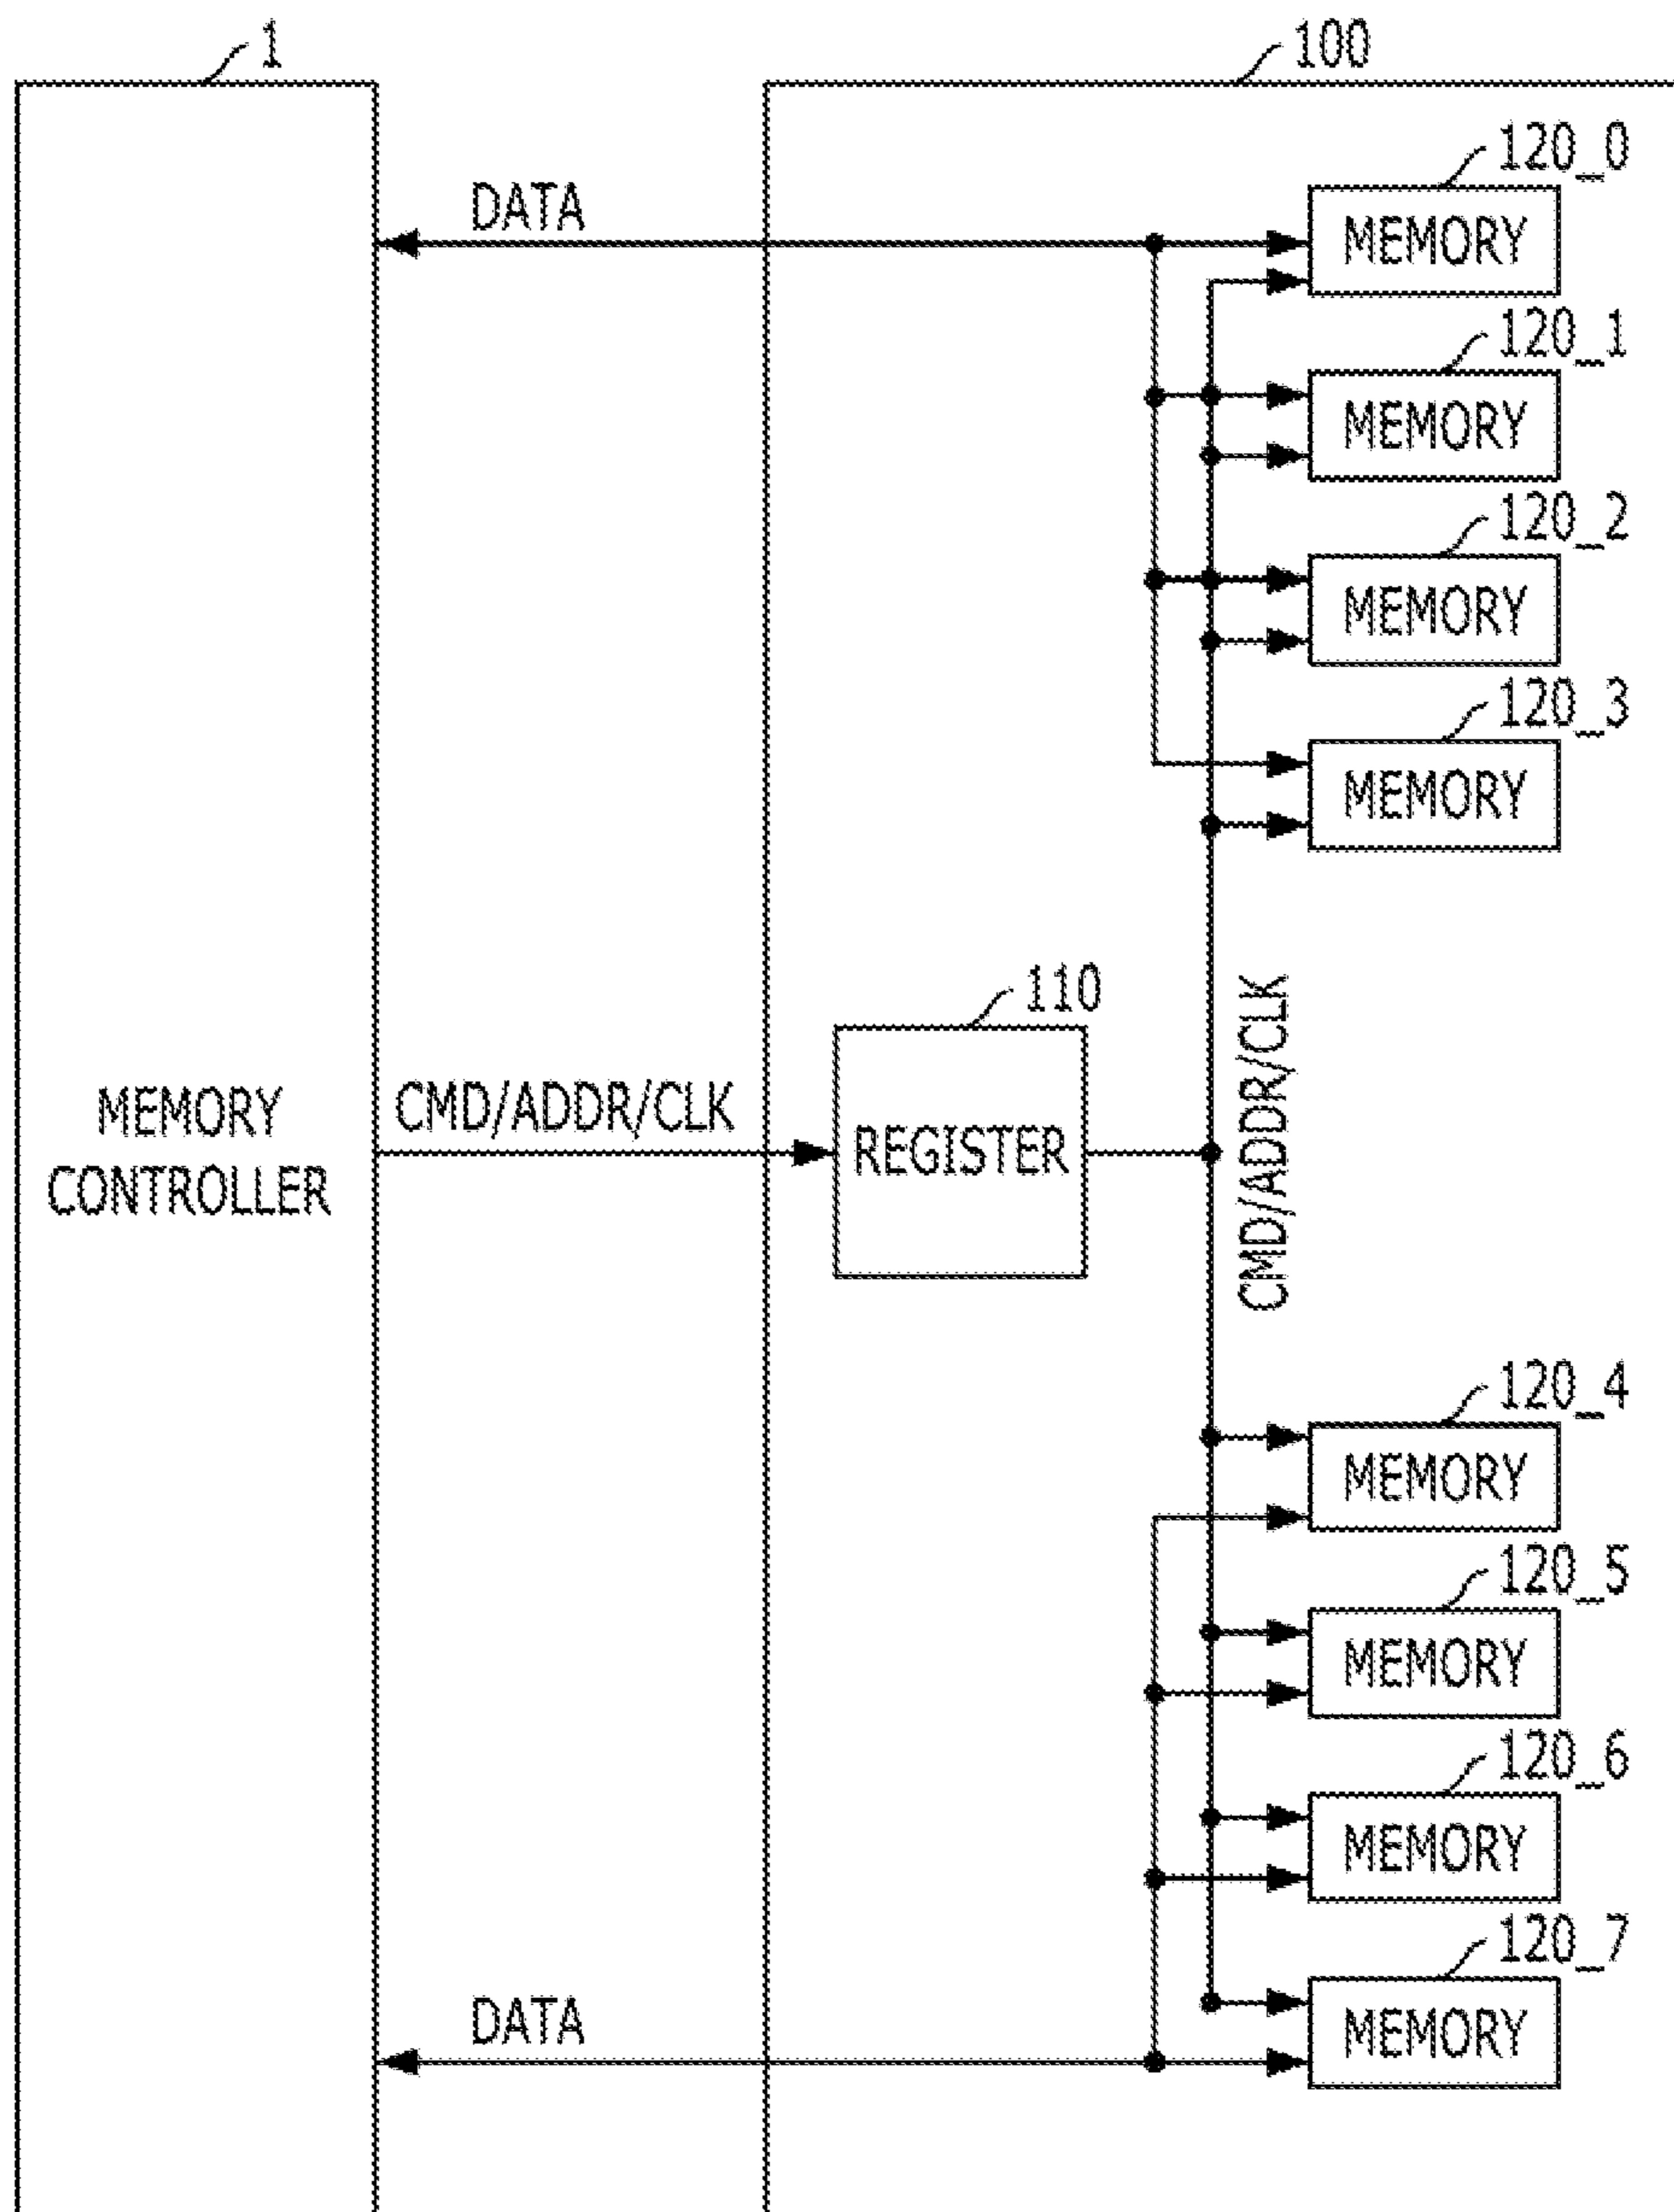 1
100
120_0
DATA
MEMORY
120_1
MEMORY
120_2
MEMORY
120_3
MEMORY
110
CMD/ADDR/CLK
MEMORY
CONTROLLER
CMD/ADDR/CLK
REGISTER
120_4
MEMORY
120_5
MEMORY
120_6
MEMORY
120_7
DATA
MEMORY